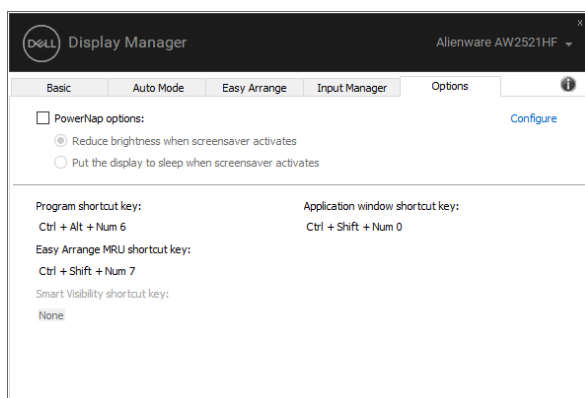 DELL Display Manager
Alienware AW2521HF
x
Basic Auto Mode Easy Arrange Input Manager Options
PowerNap options: Configure
Reduce brightness when screensaver activates
Put the display to sleep when screensaver activates
Program shortcut key: Application window shortcut key:
Ctrl + Alt + Num 6 Ctrl + Shift + Num 0
Easy Arrange MRU shortcut key:
Ctrl + Shift + Num 7
Smart Visibility shortcut key:
None